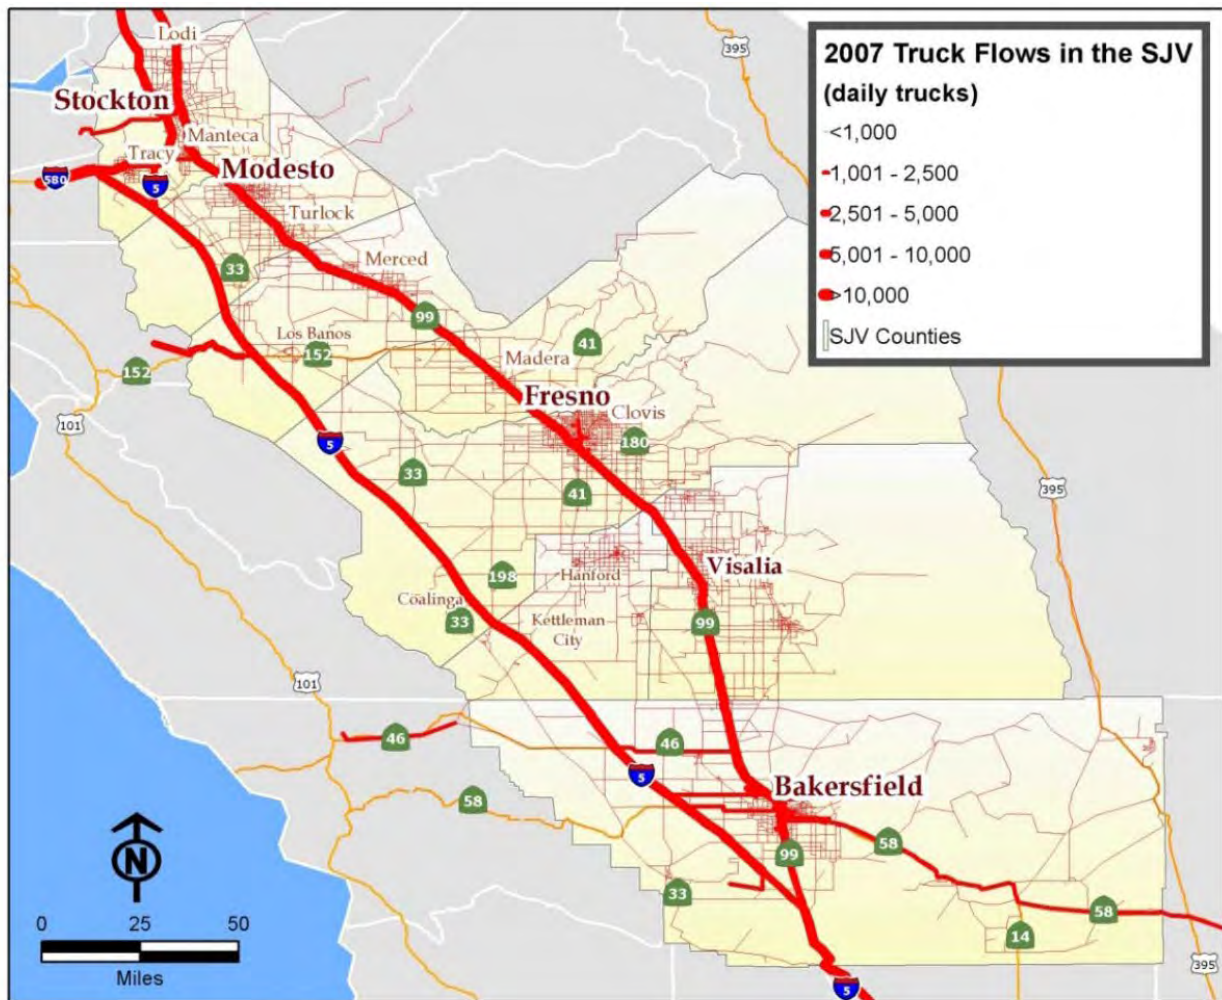 2007 Truck Flows in the SJV
(daily trucks)
<1,000
1,001 - 2,500
2,501 - 5,000
5,001 - 10,000
>10,000
SJV Counties
Lodi
395
Stockton
Manteca
Tracy
580
5
Modesto
Turlock
33
Merced
99
Los Banos
152
152
41
Madera
Fresno
Clovis
101
5
180
33
41
395
Visalia
198
Hanford
Coalinga
33
Kettleman
City
99
101
46
46
5
Bakersfield
58
58
99
33
58
14
395
5
N
0 25 50
Miles